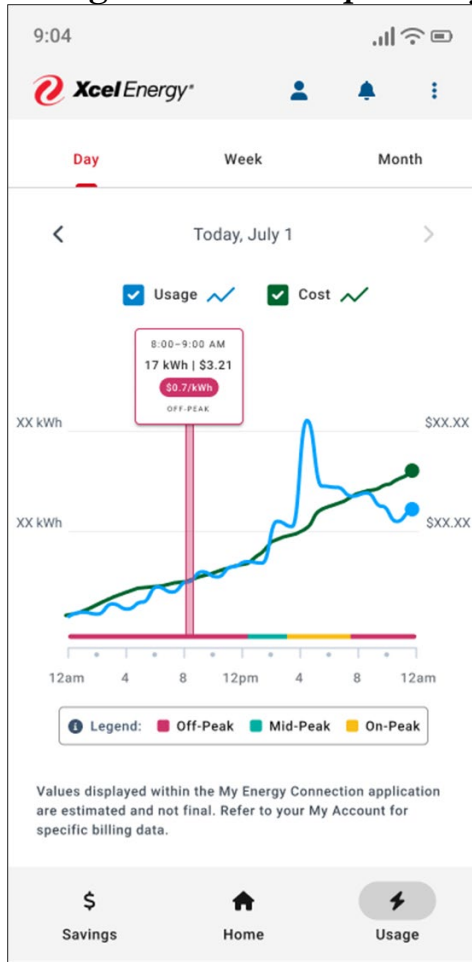 9:04
Xcel Energy®
Day Week Month
Today, July 1
Usage Cost
8:00–9:00 AM
17 kWh | $3.21
$0.7/kWh
OFF-PEAK
XX kWh $XX.XX
XX kWh $XX.XX
12am 4 8 12pm 4 8 12am
Legend: Off-Peak Mid-Peak On-Peak
Values displayed within the My Energy Connection application
are estimated and not final. Refer to your My Account for
specific billing data.
Savings Home Usage